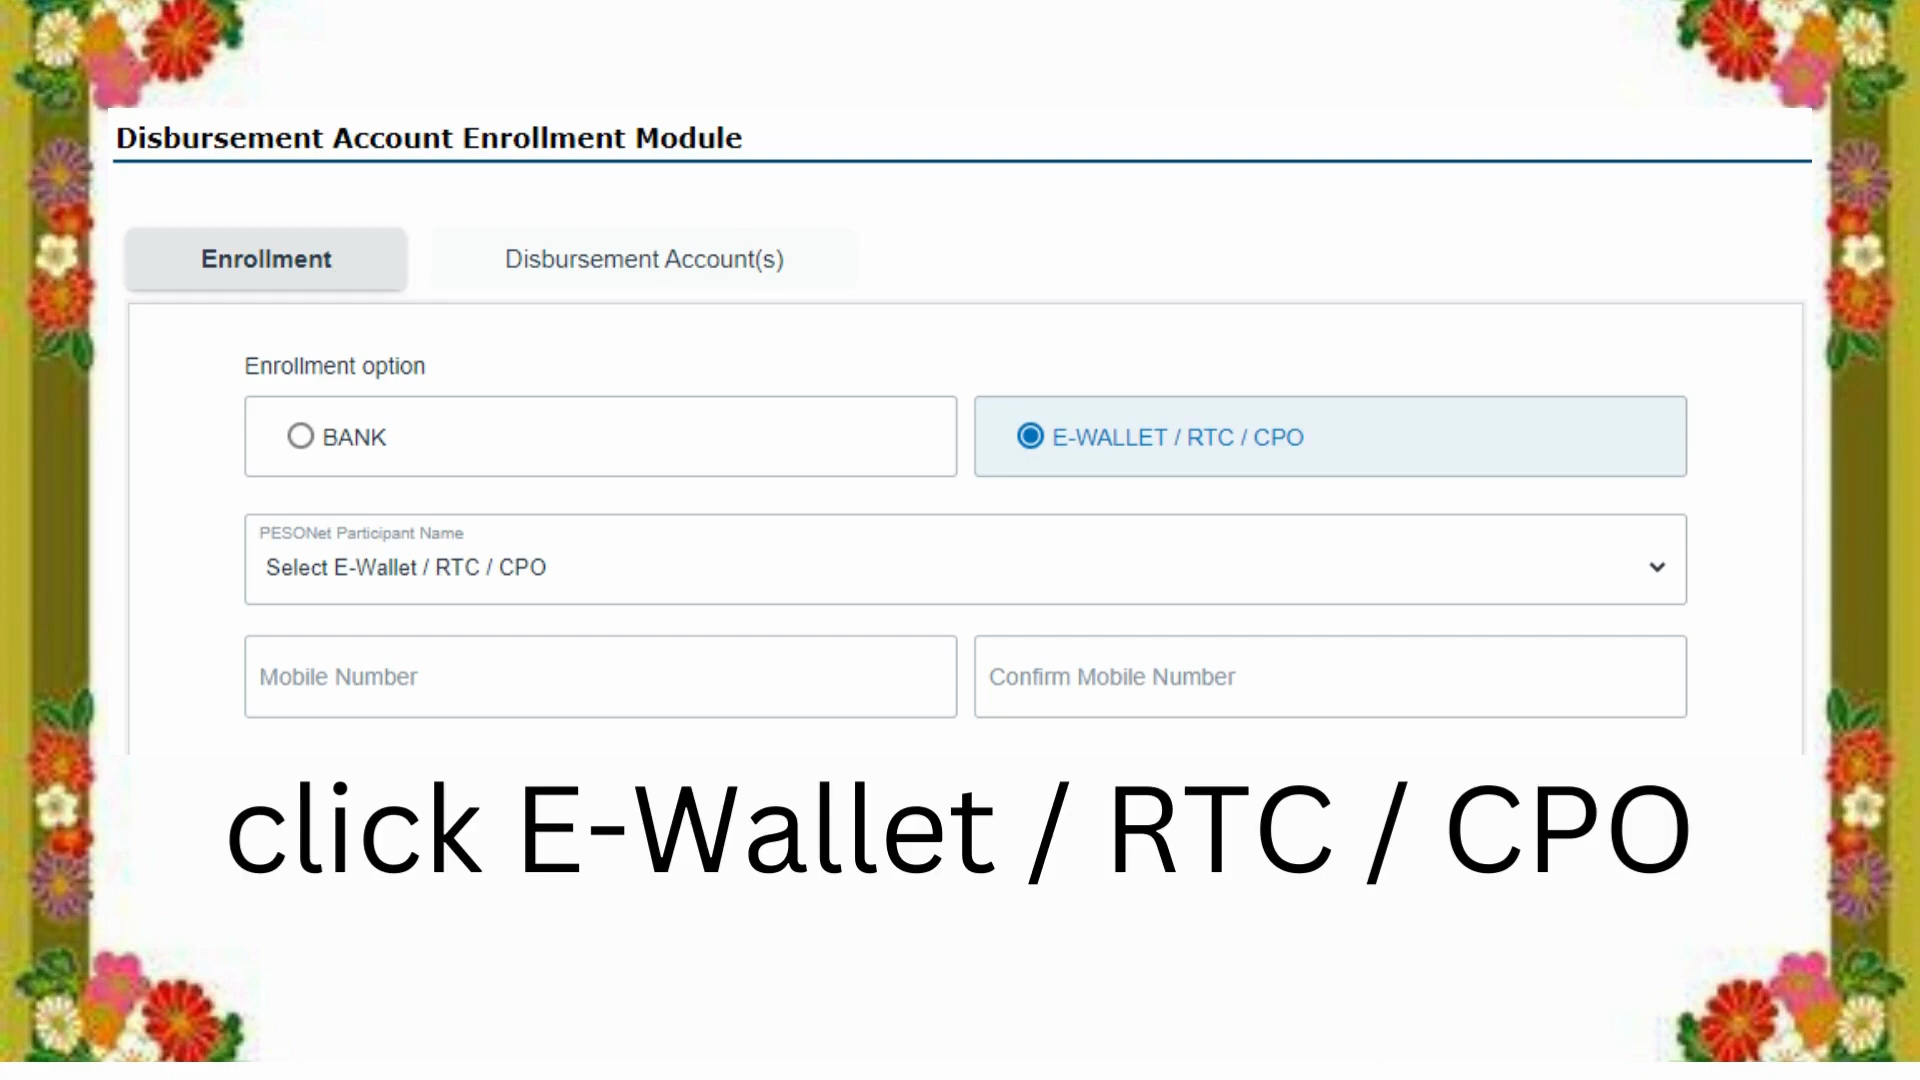 Disbursement Account Enrollment Module
Enrollment
Disbursement Account(s)
Enrollment option
BANK
E-WALLET / RTC / CPO
PESONet Participant Name
Select E-Wallet / RTC / CPO
Mobile Number
Confirm Mobile Number
click E-Wallet / RTC / CPO